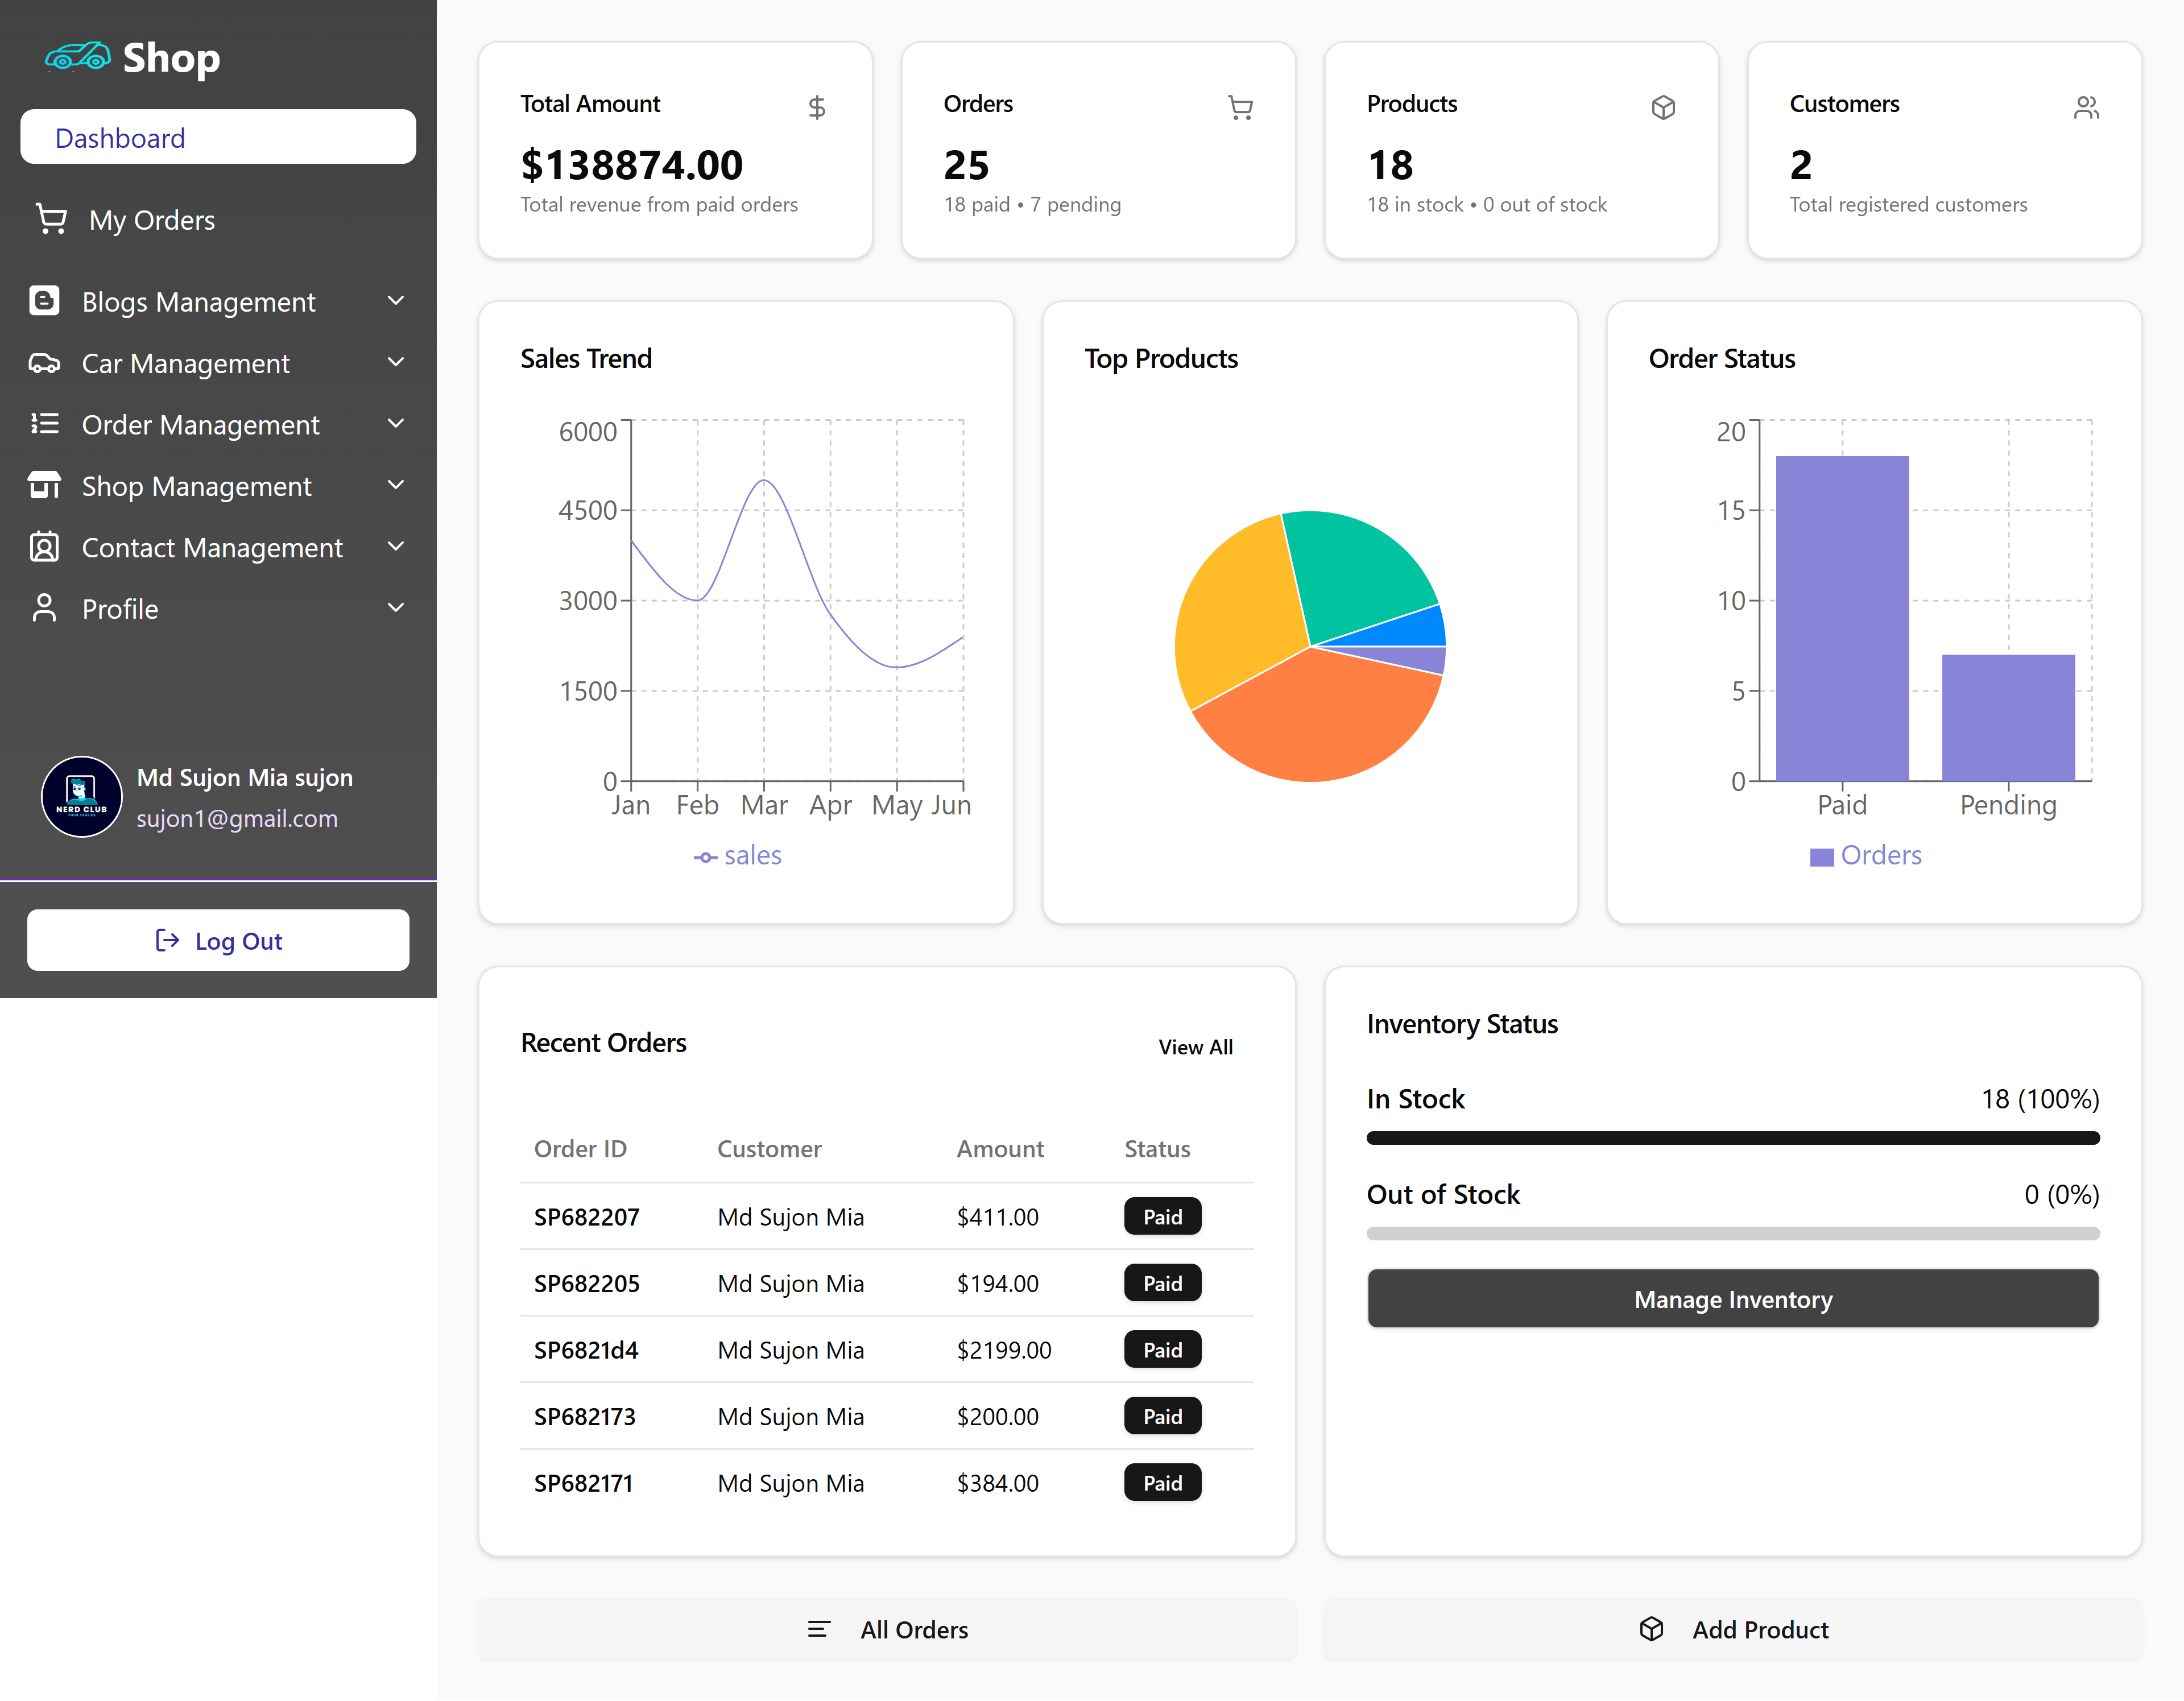 Shop
Dashboard
My Orders
Blogs Management
Car Management
Order Management
Shop Management
Contact Management
Profile
NERD CLUB
Md Sujon Mia sujon
sujon1@gmail.com
Log Out
Total Amount
$138874.00
Total revenue from paid orders
Orders
25
18 paid • 7 pending
Products
18
18 in stock • 0 out of stock
Customers
2
Total registered customers
Sales Trend
6000
4500
3000
1500
0
Jan Feb Mar Apr May Jun
sales
Top Products
Order Status
20
15
10
5
0
Paid Pending
Orders
Recent Orders
View All
Order ID Customer Amount Status
SP682207 Md Sujon Mia $411.00 Paid
SP682205 Md Sujon Mia $194.00 Paid
SP6821d4 Md Sujon Mia $2199.00 Paid
SP682173 Md Sujon Mia $200.00 Paid
SP682171 Md Sujon Mia $384.00 Paid
Inventory Status
In Stock 18 (100%)
Out of Stock 0 (0%)
Manage Inventory
All Orders
Add Product